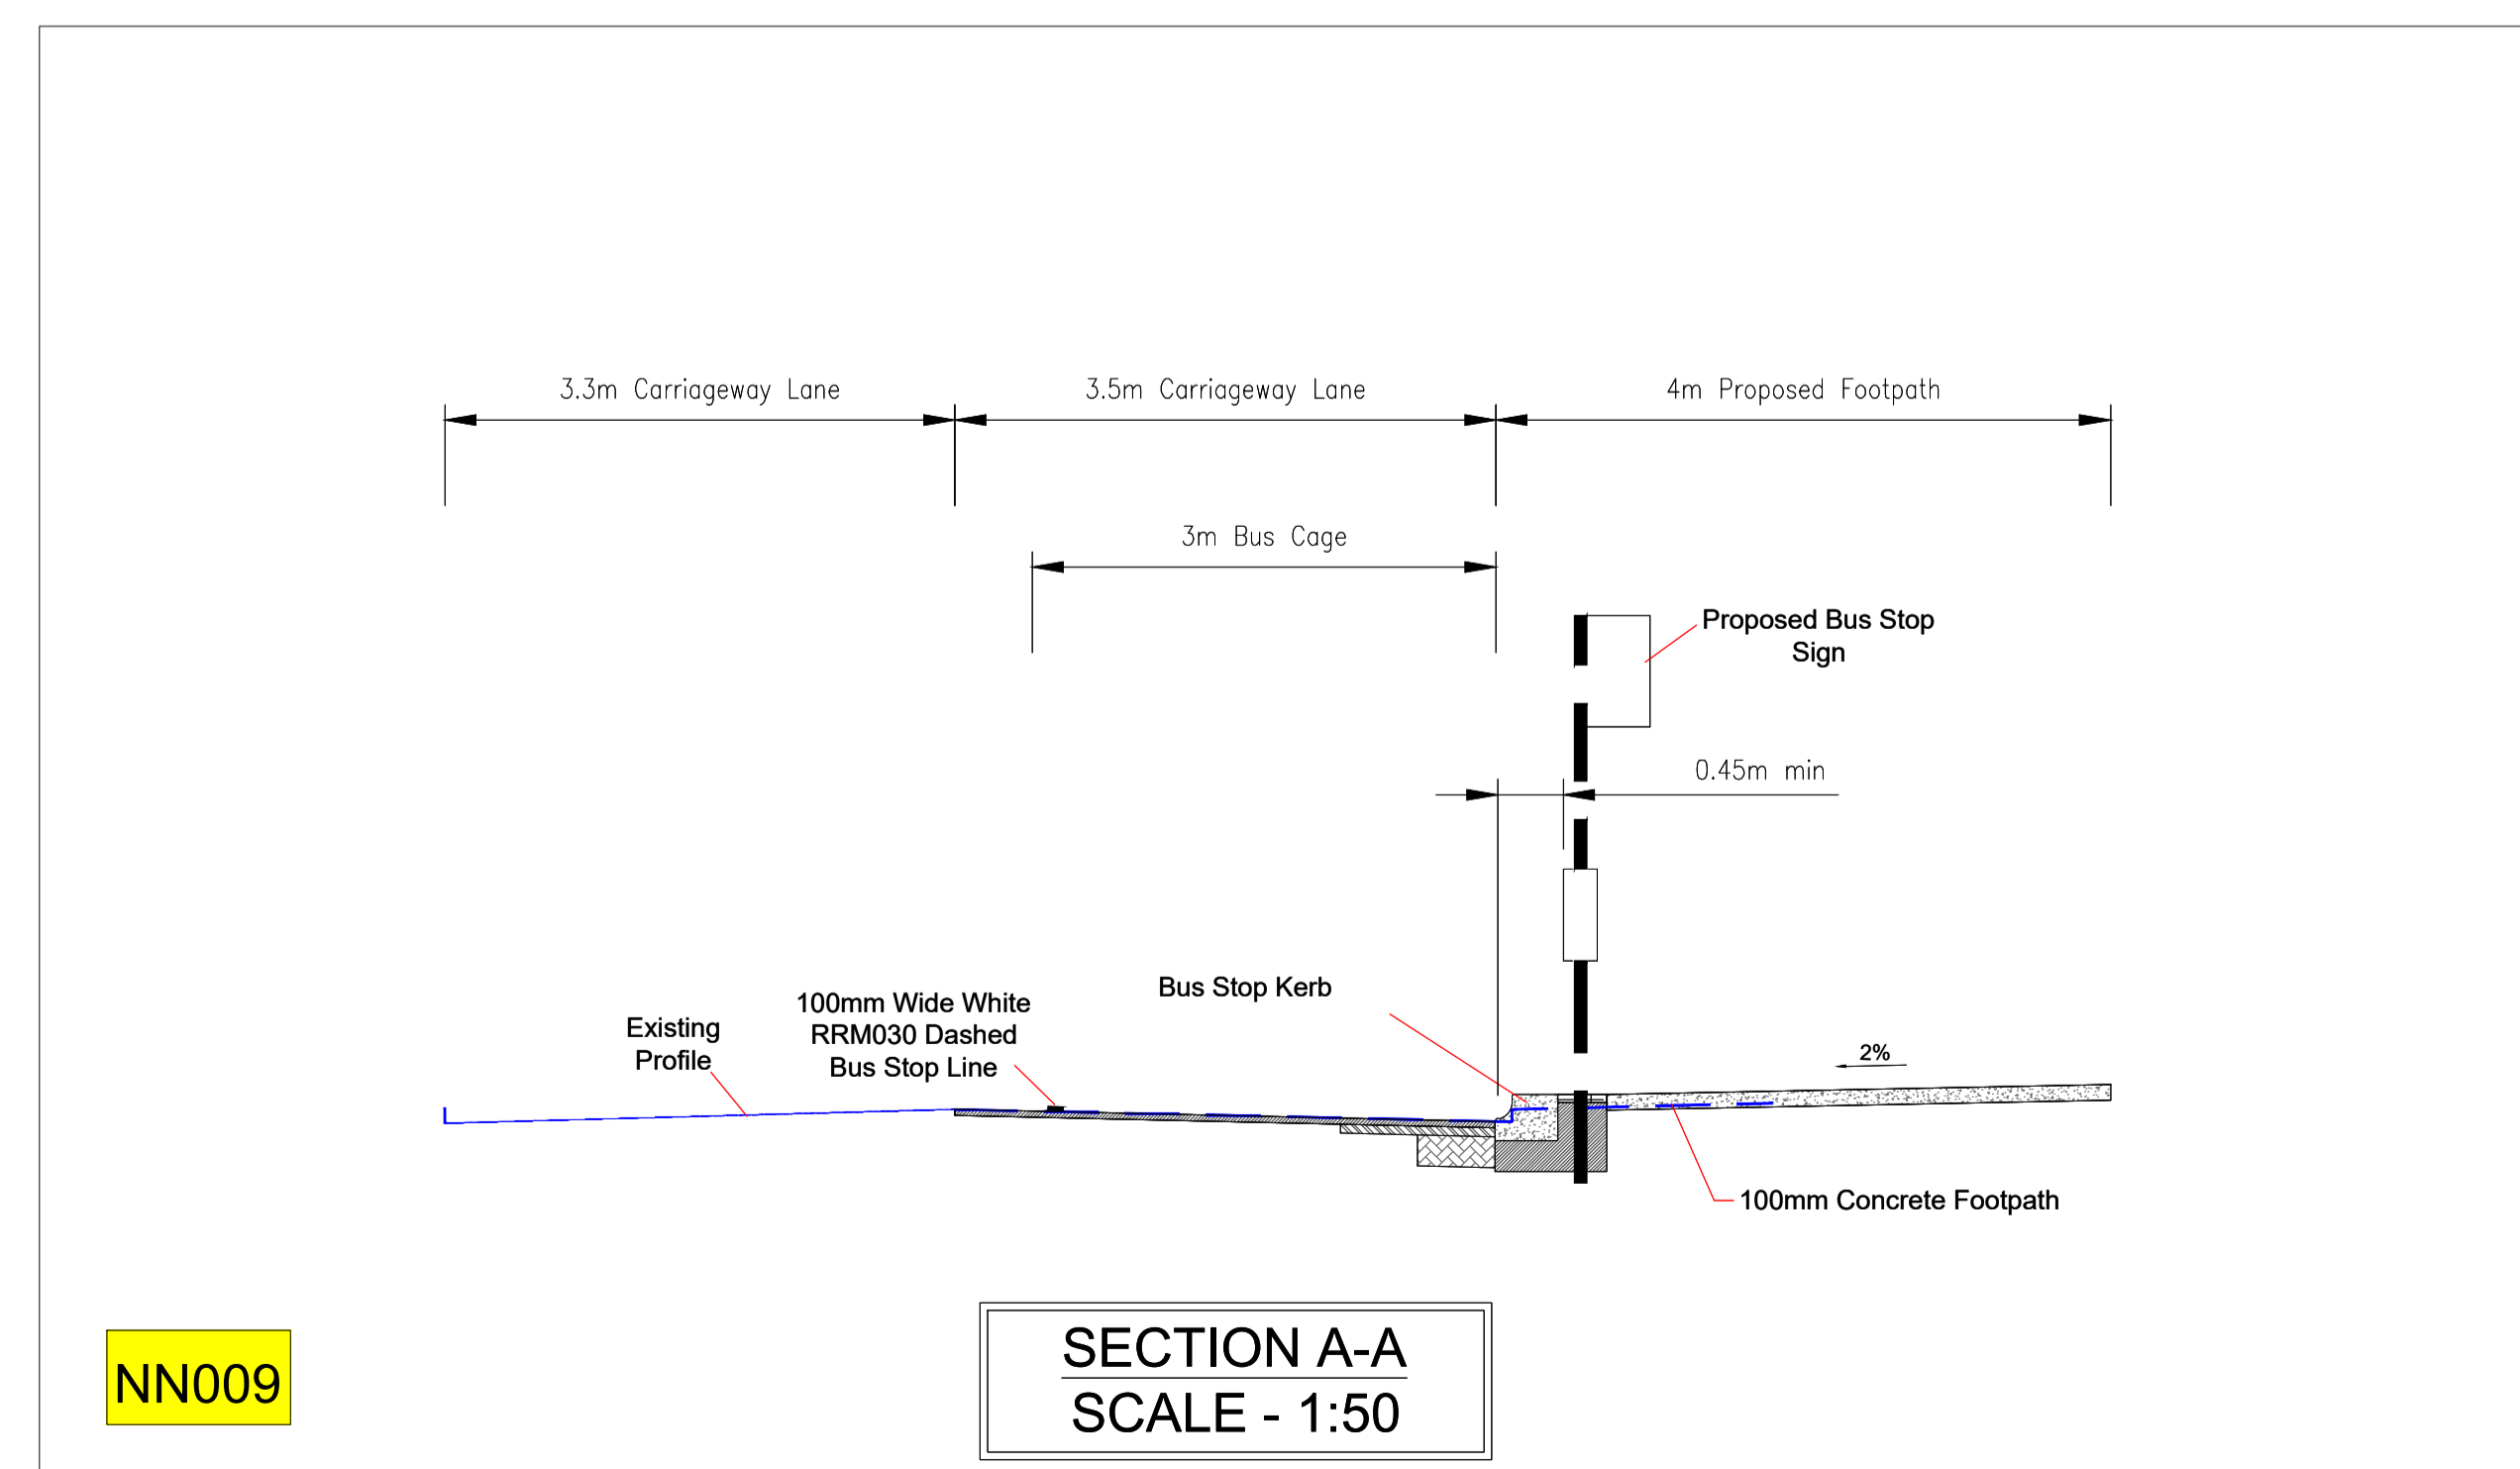 3.3m Carriageway Lane
3.5m Carriageway Lane
4m Proposed Footpath
3m Bus Cage
Proposed Bus Stop
Sign
0.45m min
Bus Stop Kerb
100mm Wide White
RRM030 Dashed
Bus Stop Line
Existing
Profile
2%
100mm Concrete Footpath
SECTION A-A
SCALE - 1:50
NN009